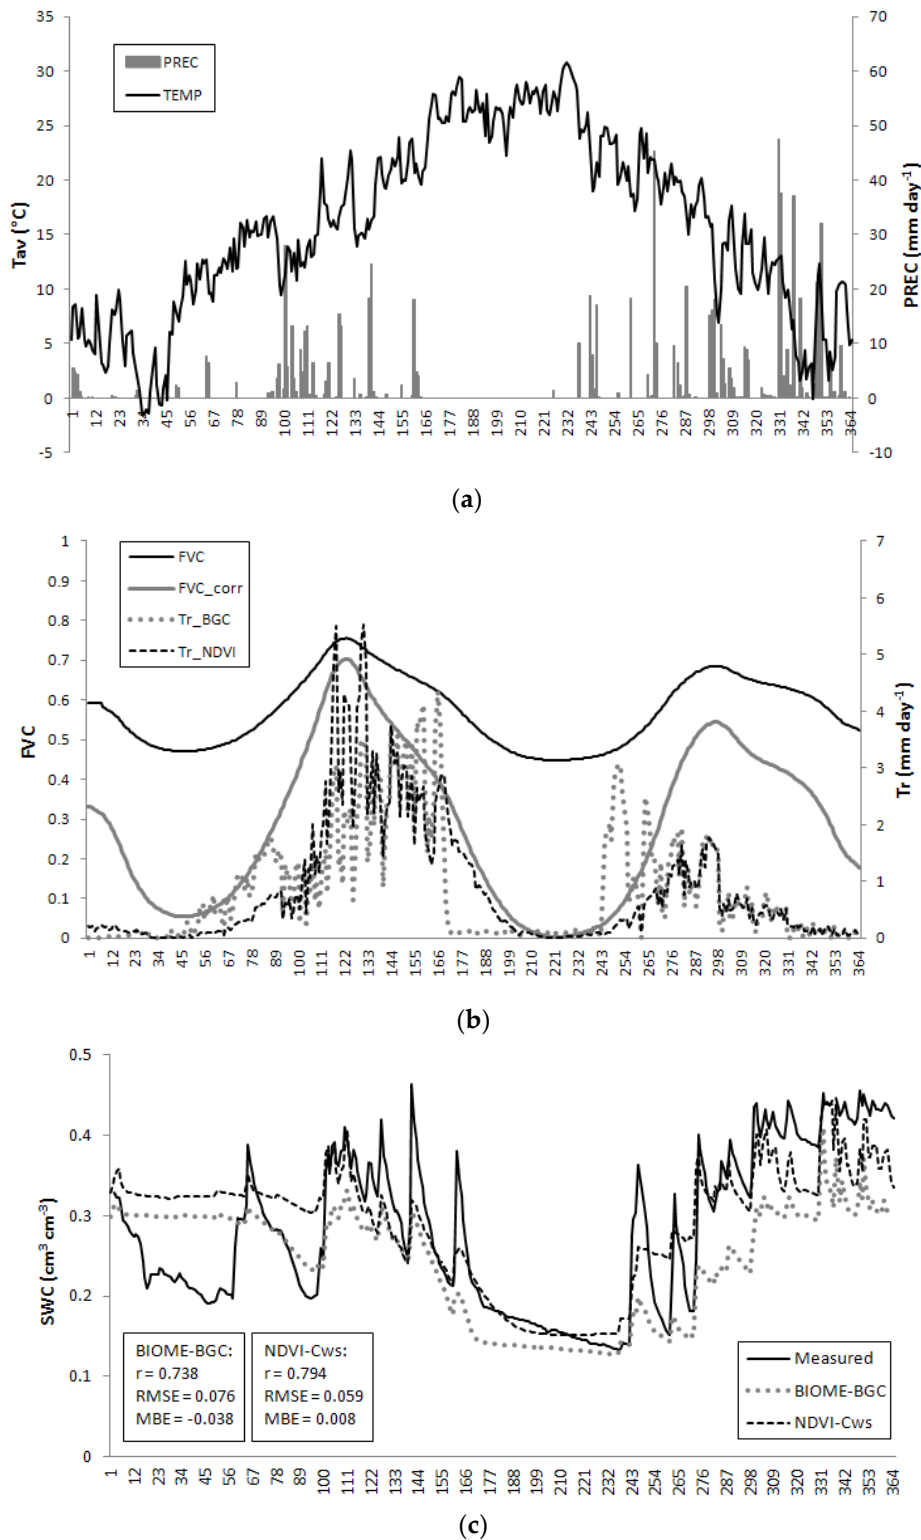 35
30
25
20
15
10
5
0
-5
Tav (°C)
PREC
TEMP
70
60
50
40
30
20
10
0
-10
PREC (mm day-1)
1 12 23 34 45 56 67 78 89 100 111 122 133 144 155 166 177 188 199 210 221 232 243 254 265 276 287 298 309 320 331 342 353 364
(a)
1
0.9
0.8
0.7
0.6
0.5
0.4
0.3
0.2
0.1
0
FVC
FVC
FVC_corr
Tr_BGC
Tr_NDVI
7
6
5
4
3
2
1
0
Tr (mm day-1)
1 12 23 34 45 56 67 78 89 100 111 122 133 144 155 166 177 188 199 210 221 232 243 254 265 276 287 298 309 320 331 342 353 364
(b)
0.5
0.4
0.3
0.2
0.1
0
SWC (cm3 cm-3)
BIOME-BGC:
r = 0.738
RMSE = 0.076
MBE = -0.038
NDVI-Cws:
r = 0.794
RMSE = 0.059
MBE = 0.008
Measured
BIOME-BGC
NDVI-Cws
1 12 23 34 45 56 67 78 89 100 111 122 133 144 155 166 177 188 199 210 221 232 243 254 265 276 287 298 309 320 331 342 353 364
(c)